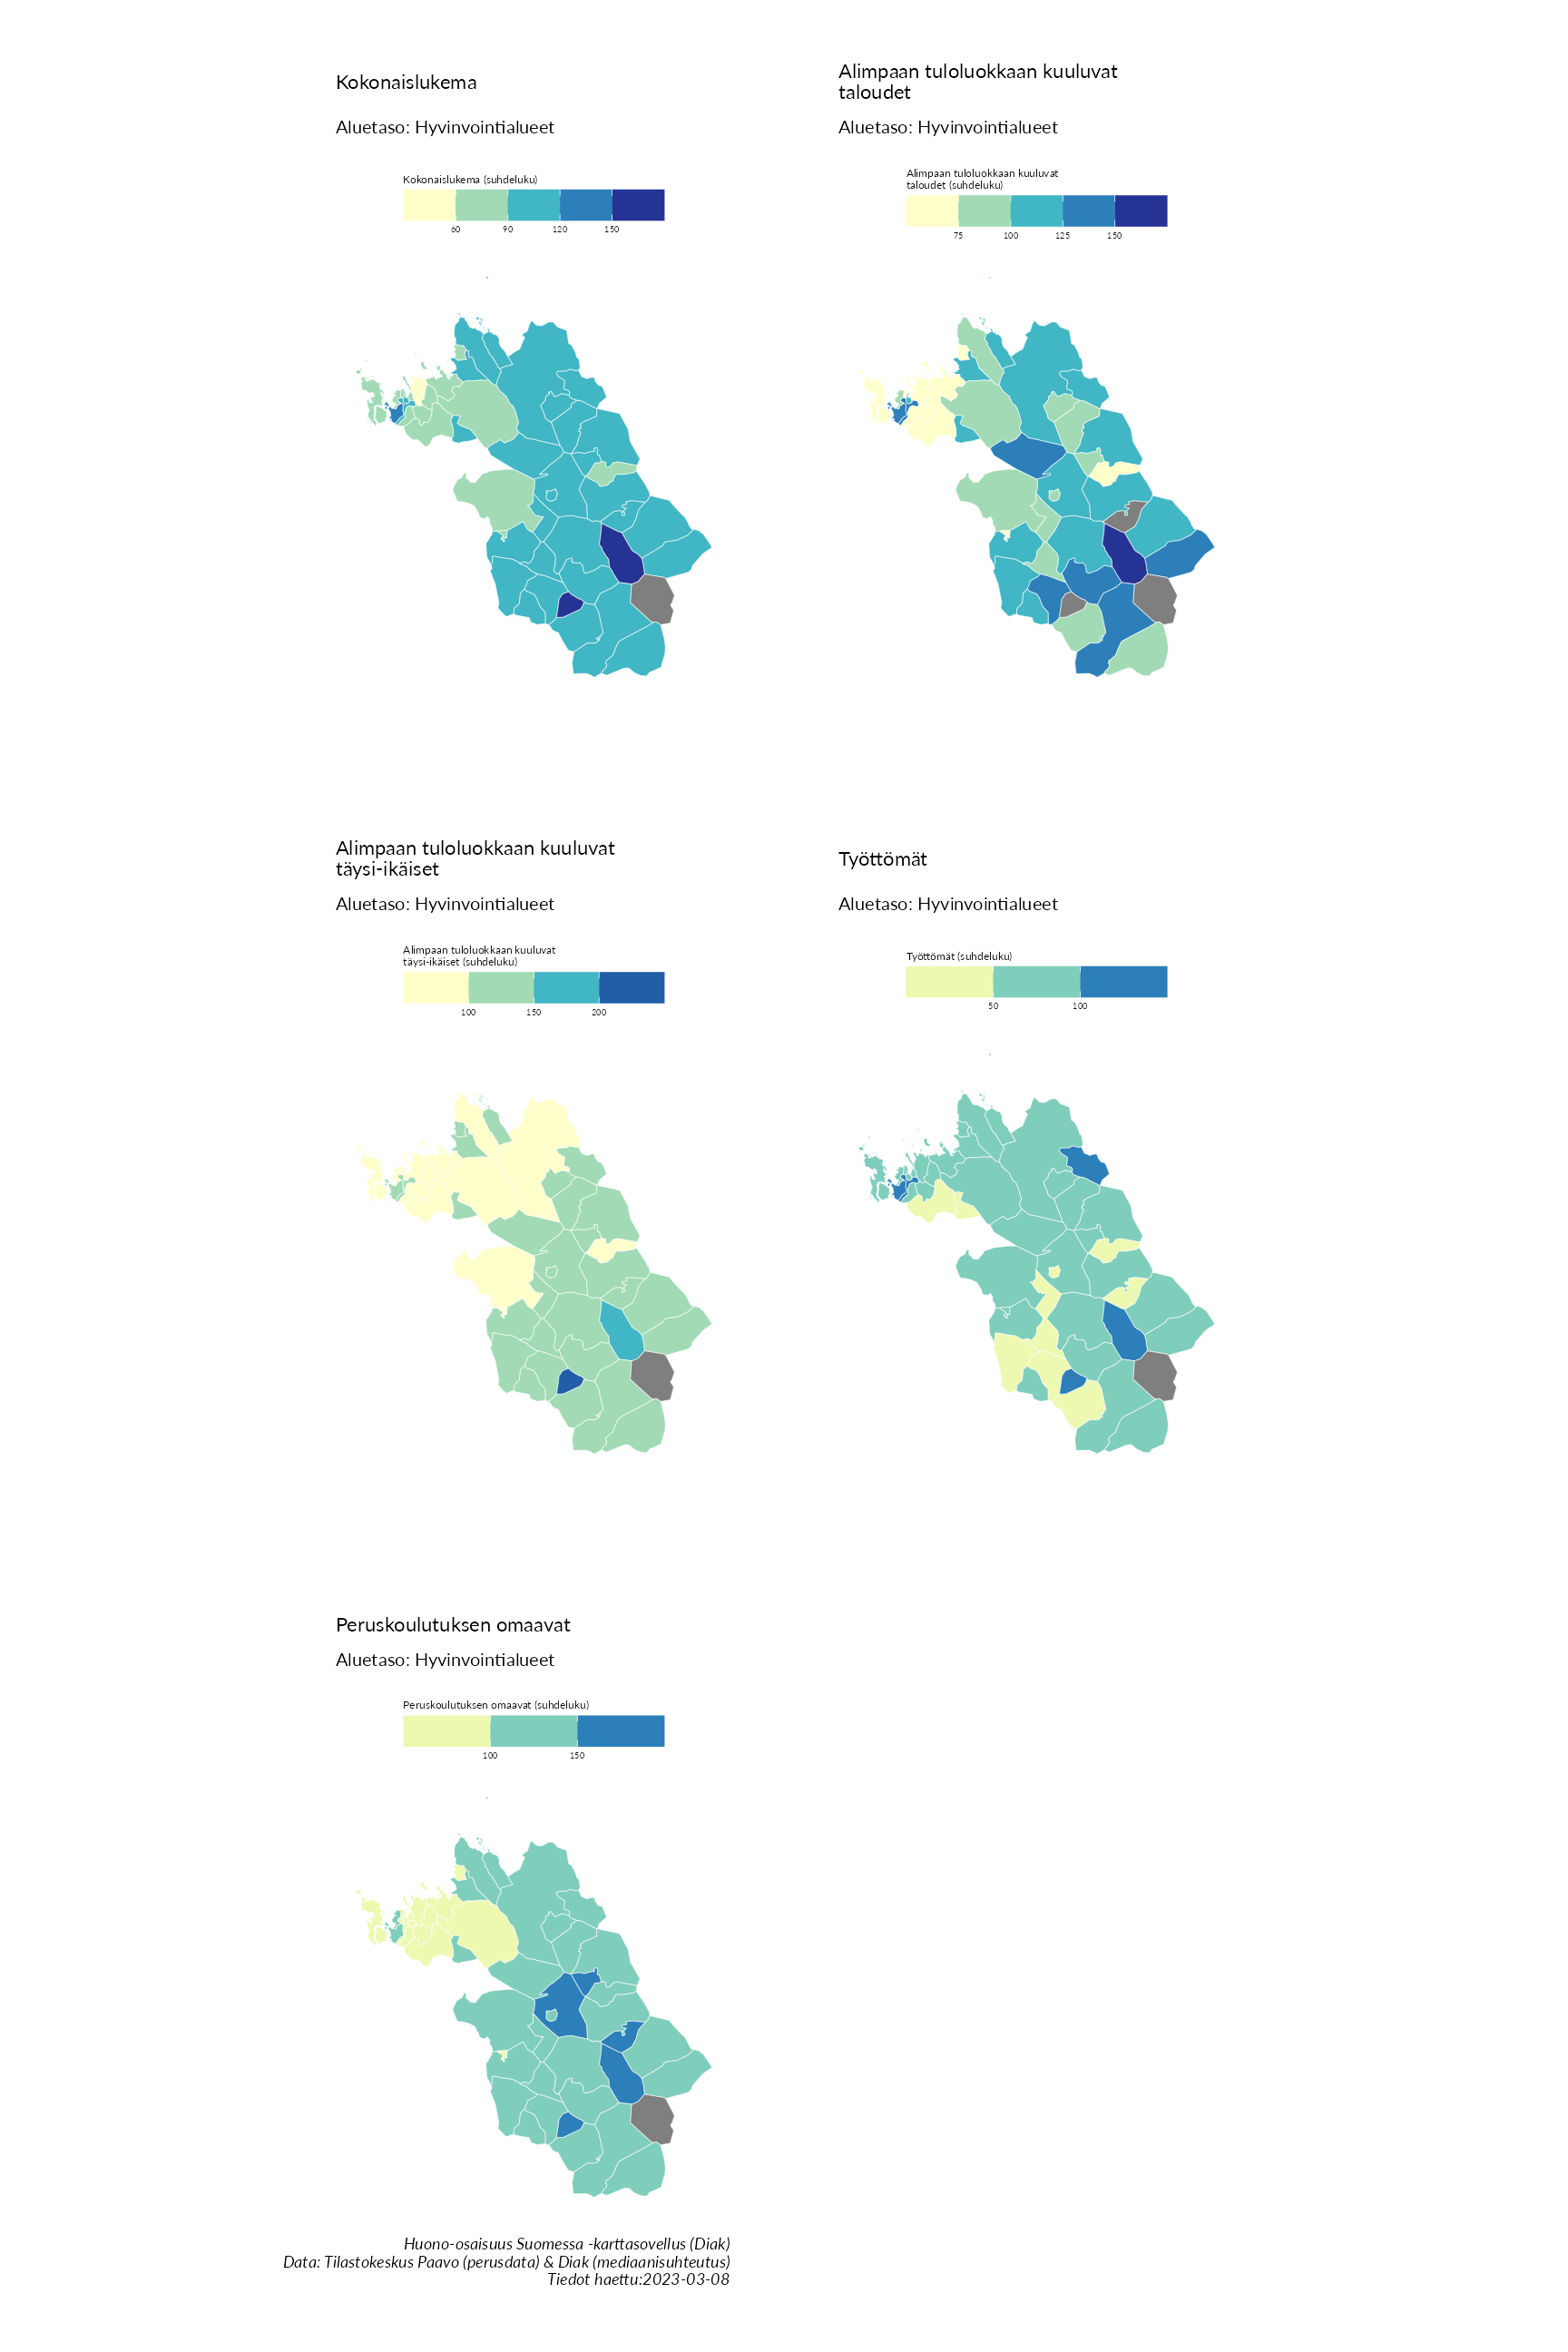 Kokonaislukema
Aluetaso: Hyvinvointialueet
Kokonaislukema (suhdeluku)
60 90 120 150
Alimpaan tuloluokkaan kuuluvat
taloudet
Aluetaso: Hyvinvointialueet
Alimpaan tuloluokkaan kuuluvat
taloudet (suhdeluku)
75 100 125 150
Alimpaan tuloluokkaan kuuluvat
täysi-ikäiset
Aluetaso: Hyvinvointialueet
Alimpaan tuloluokkaan kuuluvat
täysi-ikäiset (suhdeluku)
100 150 200
Työttömät
Aluetaso: Hyvinvointialueet
Työttömät (suhdeluku)
50 100
Peruskoulutuksen omaavat
Aluetaso: Hyvinvointialueet
Peruskoulutuksen omaavat (suhdeluku)
100 150
Huono-osaisuus Suomessa -karttasovellus (Diak)
Data: Tilastokeskus Paavo (perusdata) & Diak (mediaanisuhteutus)
Tiedot haettu:2023-03-08